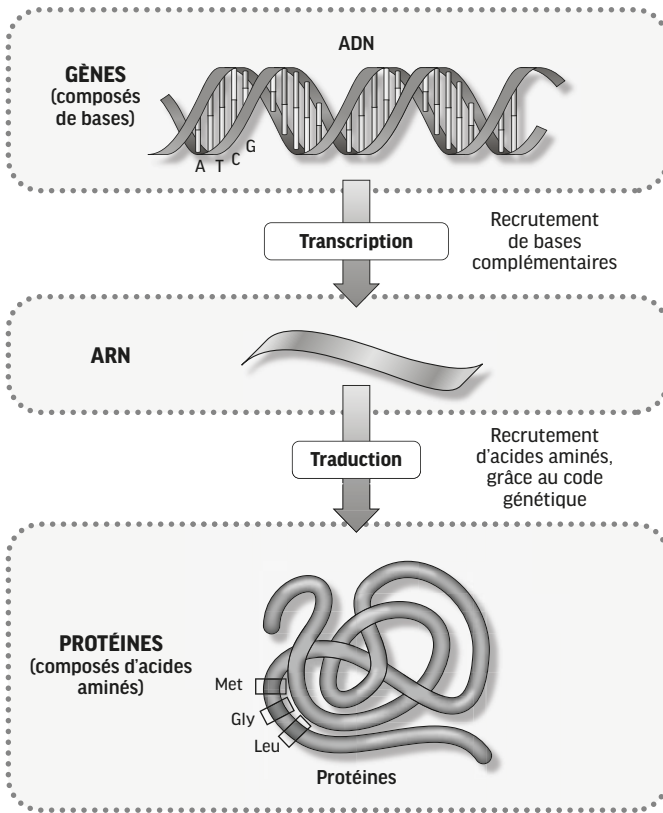 ADN
GÈNES
(composés
de bases)
A T C G
Transcription
Recrutement
de bases
complémentaires
ARN
Traduction
Recrutement
d'acides aminés,
grâce au code
génétique
PROTÉINES
(composés d'acides
aminés)
Met
Gly
Leu
Protéines